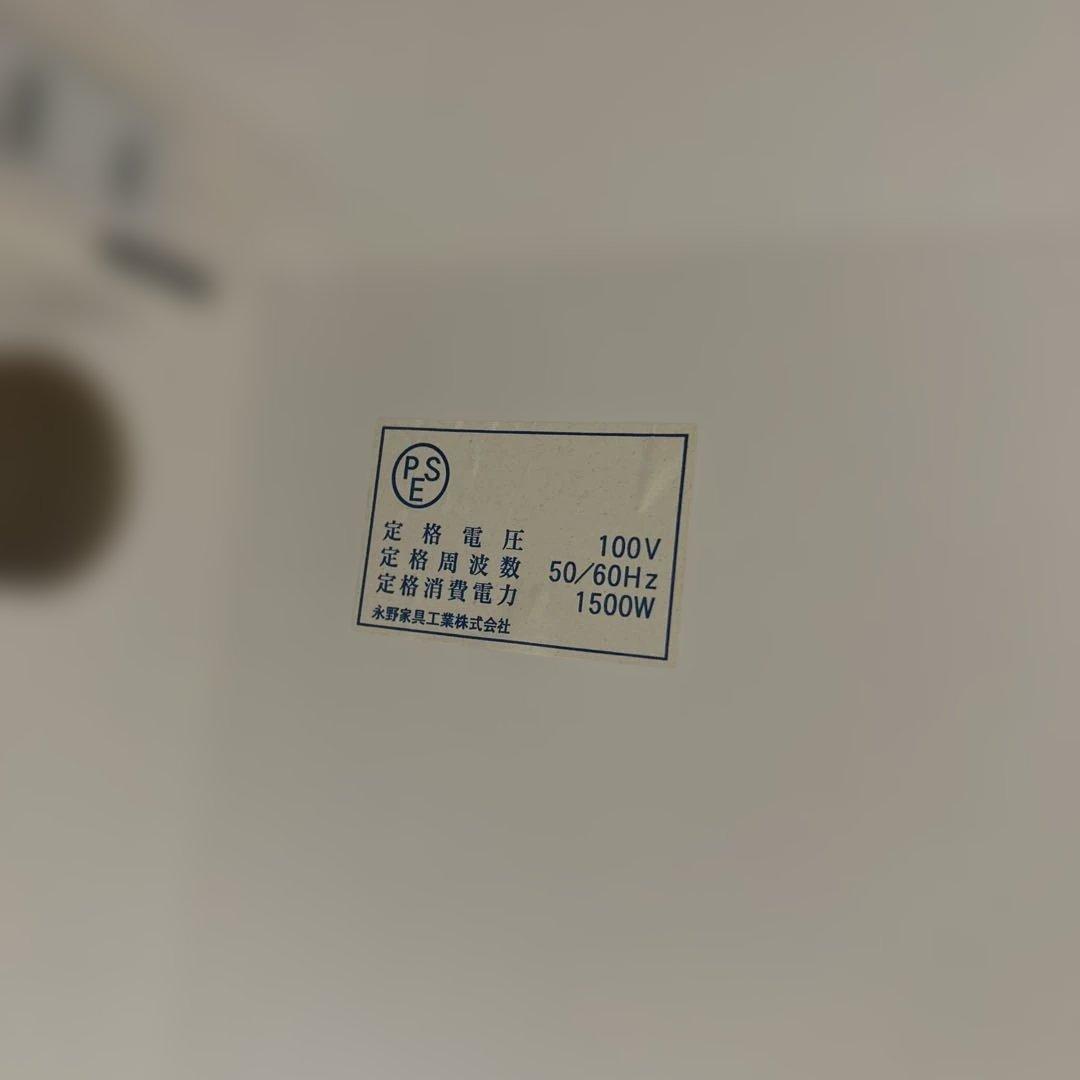 PSE
定格電圧 100V
定格周波数 50/60Hz
定格消費電力 1500W
永野家具工業株式会社